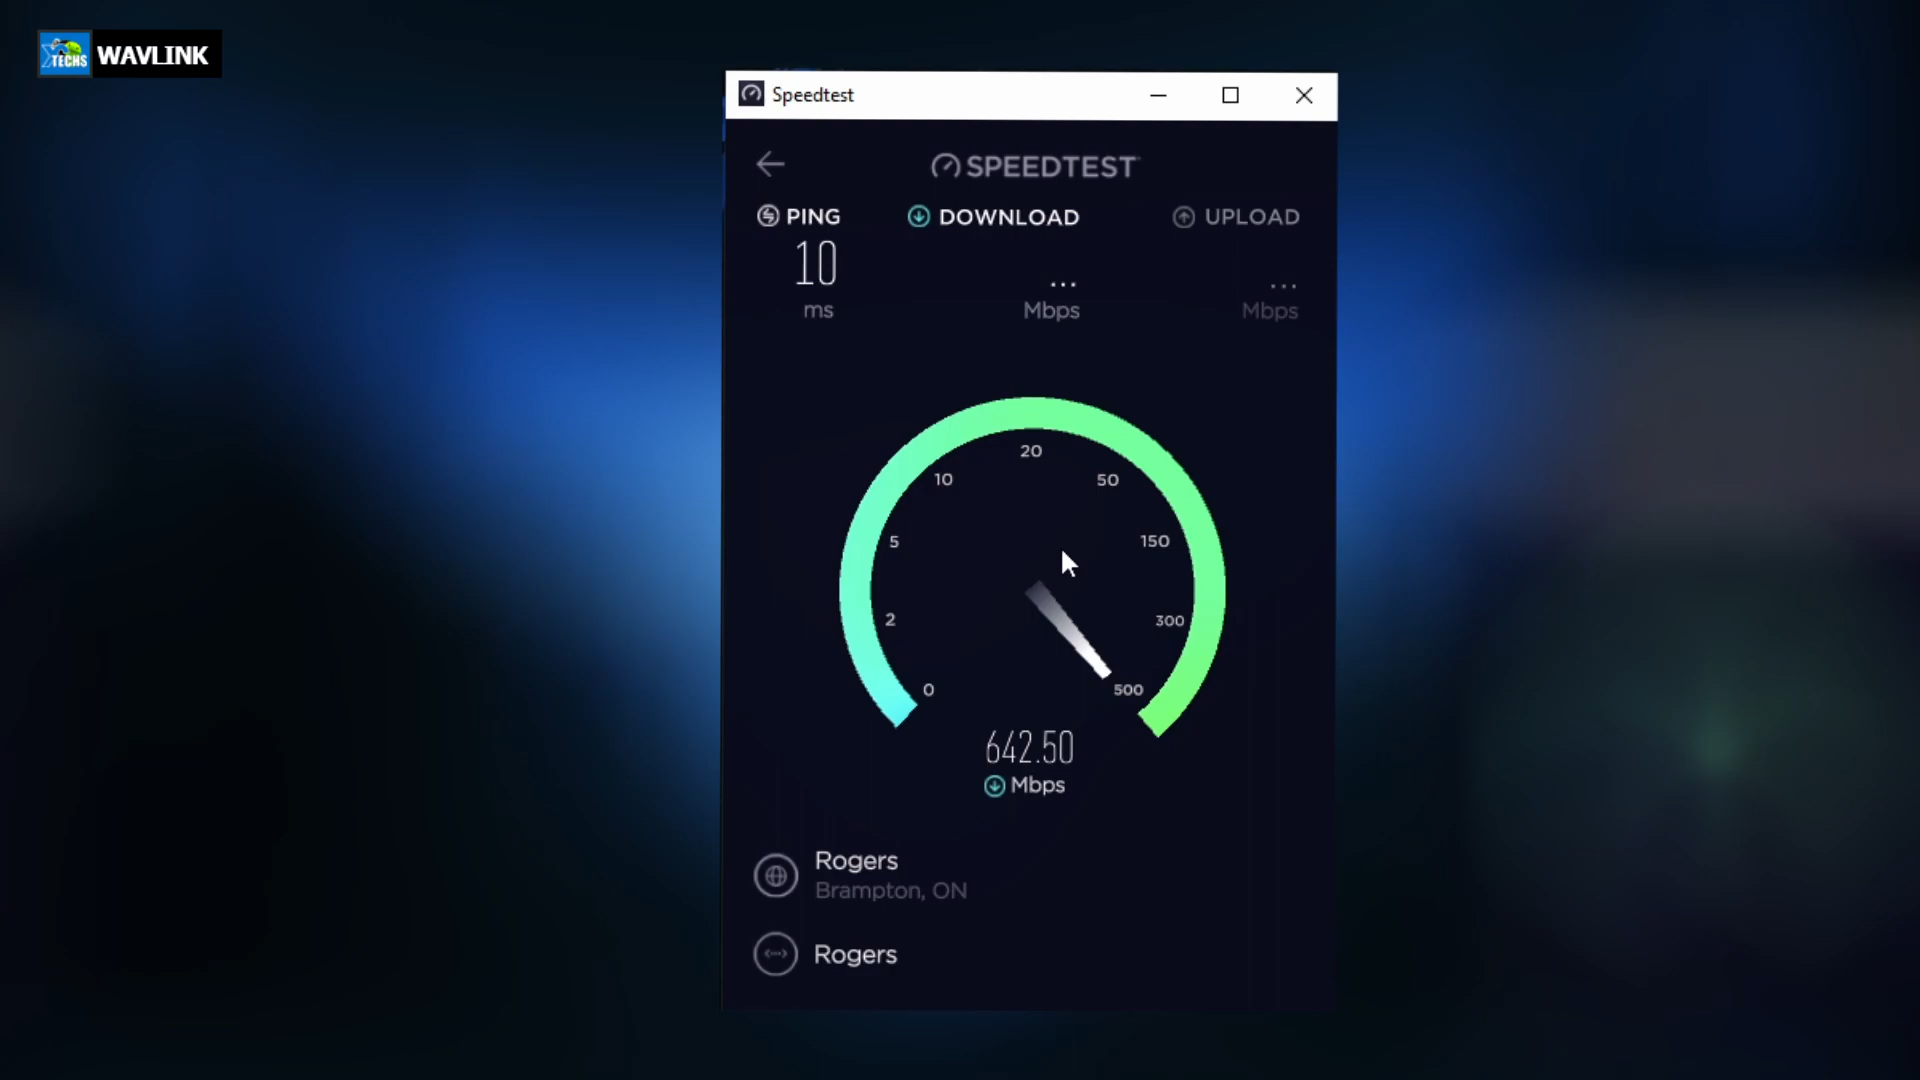 TECHS WAVLINK
Speedtest
SPEEDTEST
PING DOWNLOAD UPLOAD
10 ... ...
ms Mbps Mbps
20
10 50
5 150
2 300
0 500
642.50
Mbps
Rogers
Brampton, ON
Rogers